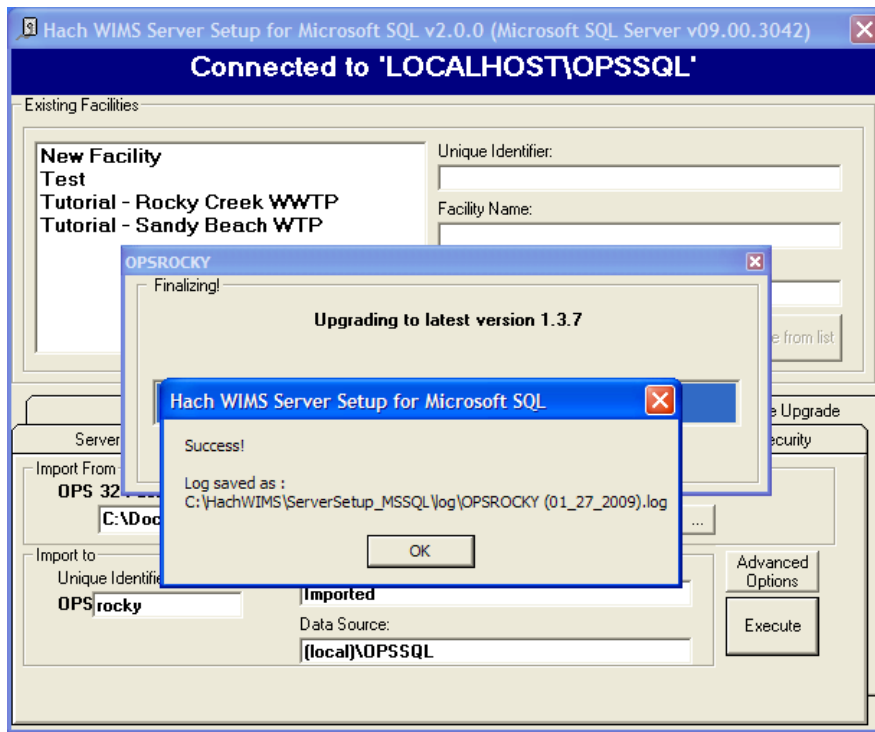 Hach WIMS Server Setup for Microsoft SQL v2.0.0 (Microsoft SQL Server v09.00.3042)
Connected to 'LOCALHOST\OPSSQL'
Existing Facilities
New Facility
Test
Tutorial - Rocky Creek WWTP
Tutorial - Sandy Beach WTP
Unique Identifier:
Facility Name:
from list
OPSROCKY
Finalizing!
Upgrading to latest version 1.3.7
Hach WIMS Server Setup for Microsoft SQL
Success!
Log saved as :
C:\HachWIMS\ServerSetup_MSSQL\log\OPSROCKY (01_27_2009).log
OK
Upgrade
Server
Import From
OPS 32
C:\Doc
...
Import to
Unique Identifie
OPS rocky
Imported
Data Source:
(local)\OPSSQL
Advanced
Options
Execute